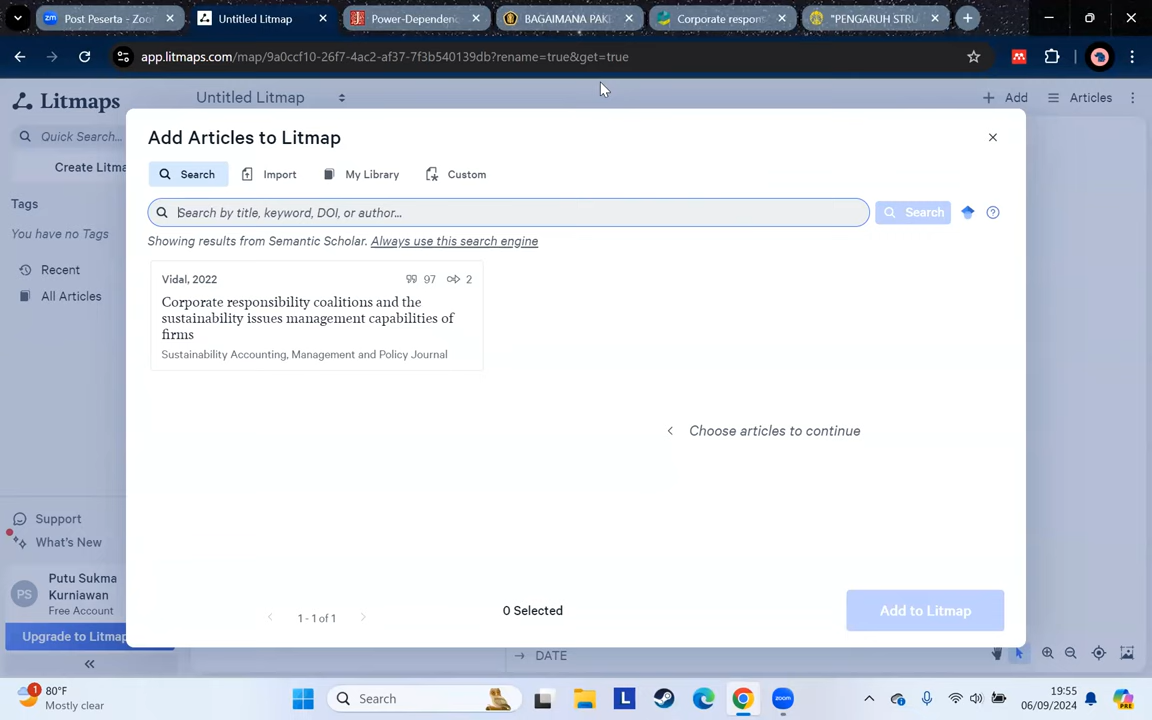 Post Peserta - Zoo
Untitled Litmap
Power-Dependenc
BAGAIMANA PAK
Corporate respons
"PENGARUH STRU
app.litmaps.com/map/9a0ccf10-26f7-4ac2-af37-7f3b540139db?rename=true&get=true
Litmaps
Untitled Litmap
Add
Articles
Quick Search...
Create Litma
Tags
You have no Tags
Recent
All Articles
Add Articles to Litmap
Search
Import
My Library
Custom
Search by title, keyword, DOI, or author...
Search
Showing results from Semantic Scholar. Always use this search engine
Vidal, 2022
97
2
Corporate responsibility coalitions and the
sustainability issues management capabilities of
firms
Sustainability Accounting, Management and Policy Journal
Choose articles to continue
1 - 1 of 1
0 Selected
Add to Litmap
Support
What's New
PS
Putu Sukma
Kurniawan
Free Account
Upgrade to Litmap
DATE
1
80°F
Mostly clear
Search
19:55
06/09/2024